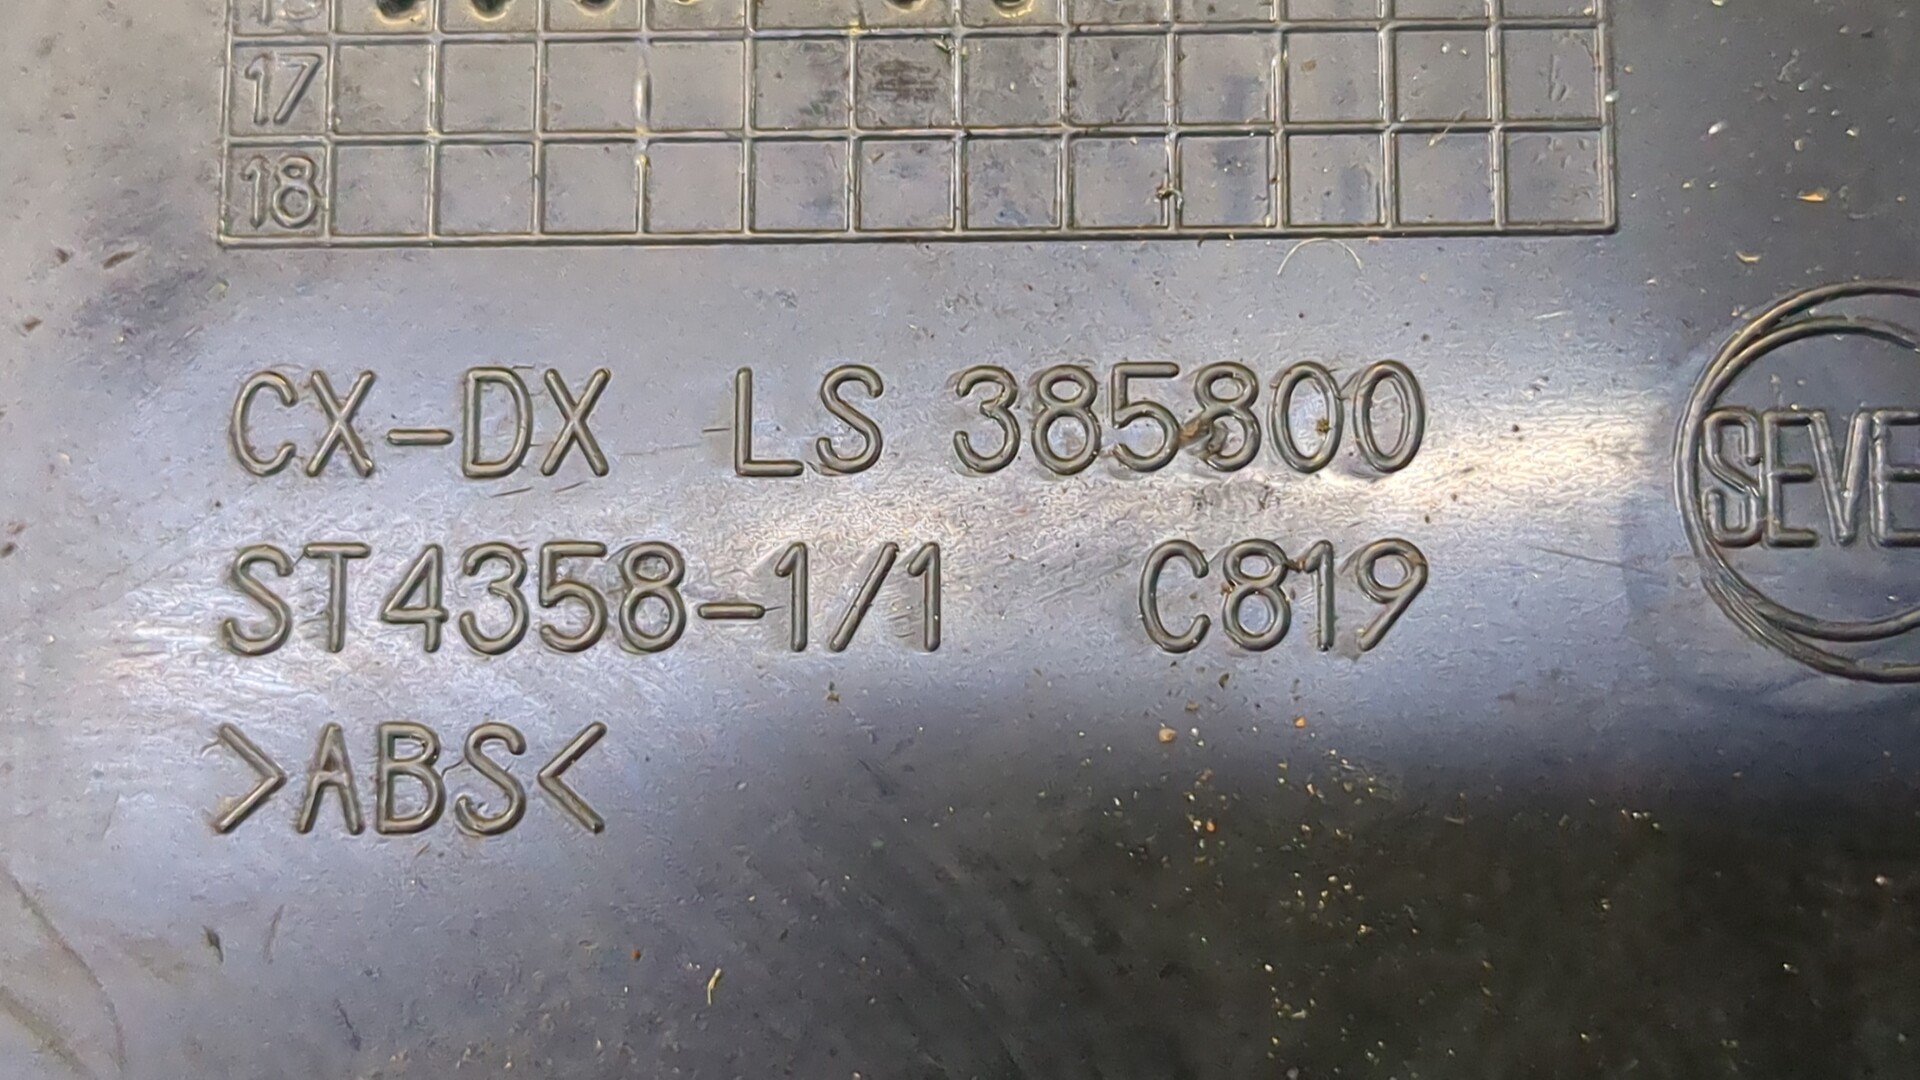 17
18
CX-DX LS 385800
ST4358-1/1 C819
>ABS<
SEVE